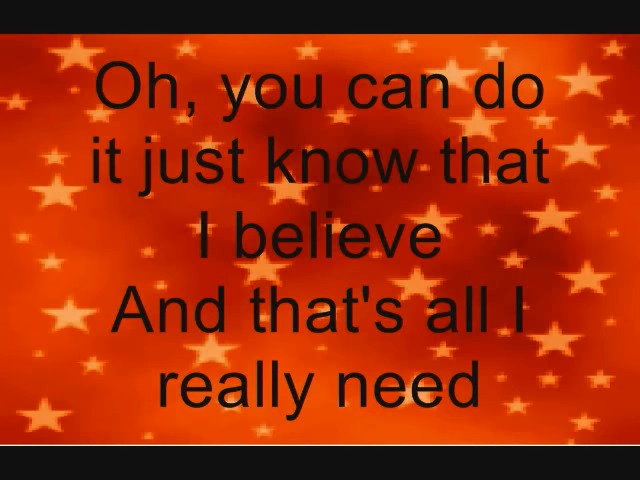 Oh, you can do
it just know that
I believe
And that's all I
really need